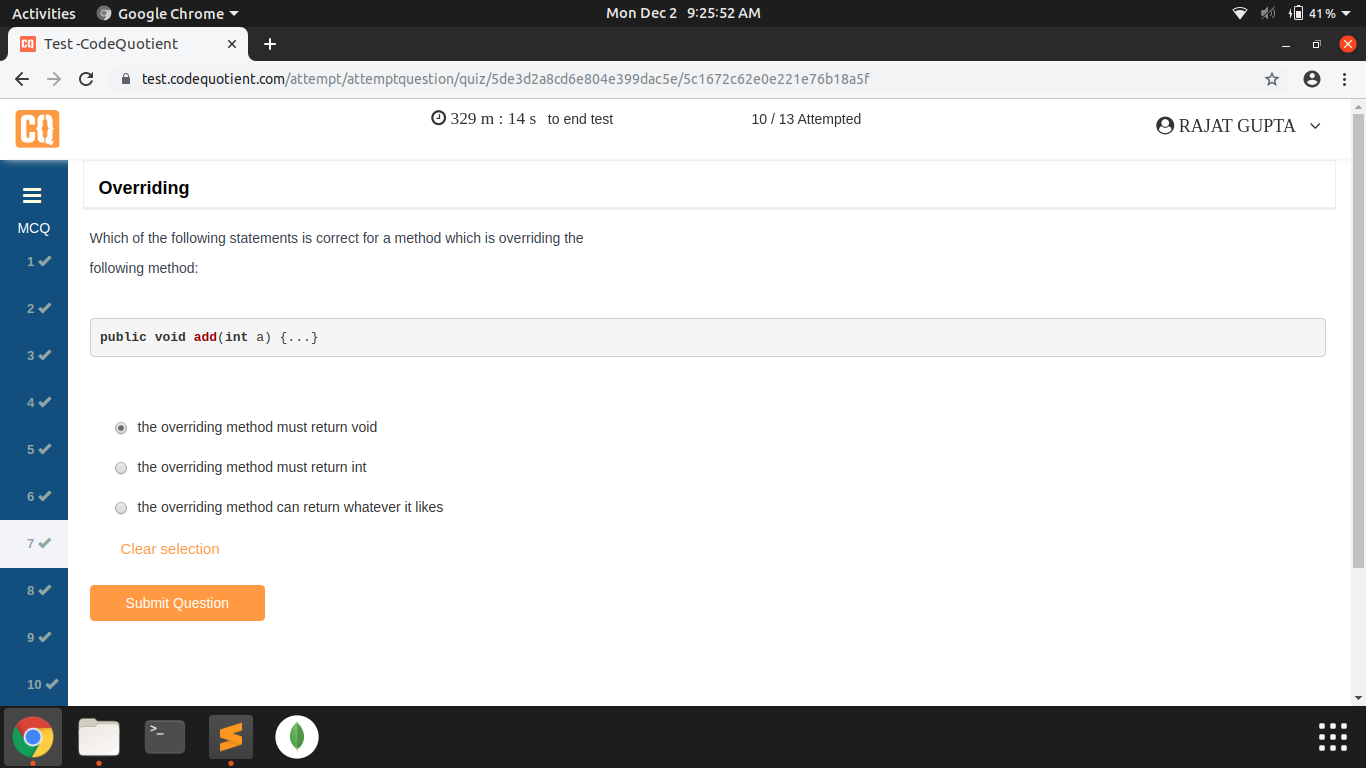 Activities Google Chrome Mon Dec 2 9:25:52 AM 41%
CQ Test -CodeQuotient
test.codequotient.com/attempt/attemptquestion/quiz/5de3d2a8cd6e804e399dac5e/5c1672c62e0e221e76b18a5f
CQ 329 m : 14 s to end test 10 / 13 Attempted RAJAT GUPTA
Overriding
MCQ
Which of the following statements is correct for a method which is overriding the
following method:
1
2
public void add(int a) {...}
3
4
the overriding method must return void
5
the overriding method must return int
6
the overriding method can return whatever it likes
7
Clear selection
8
Submit Question
9
10
>_